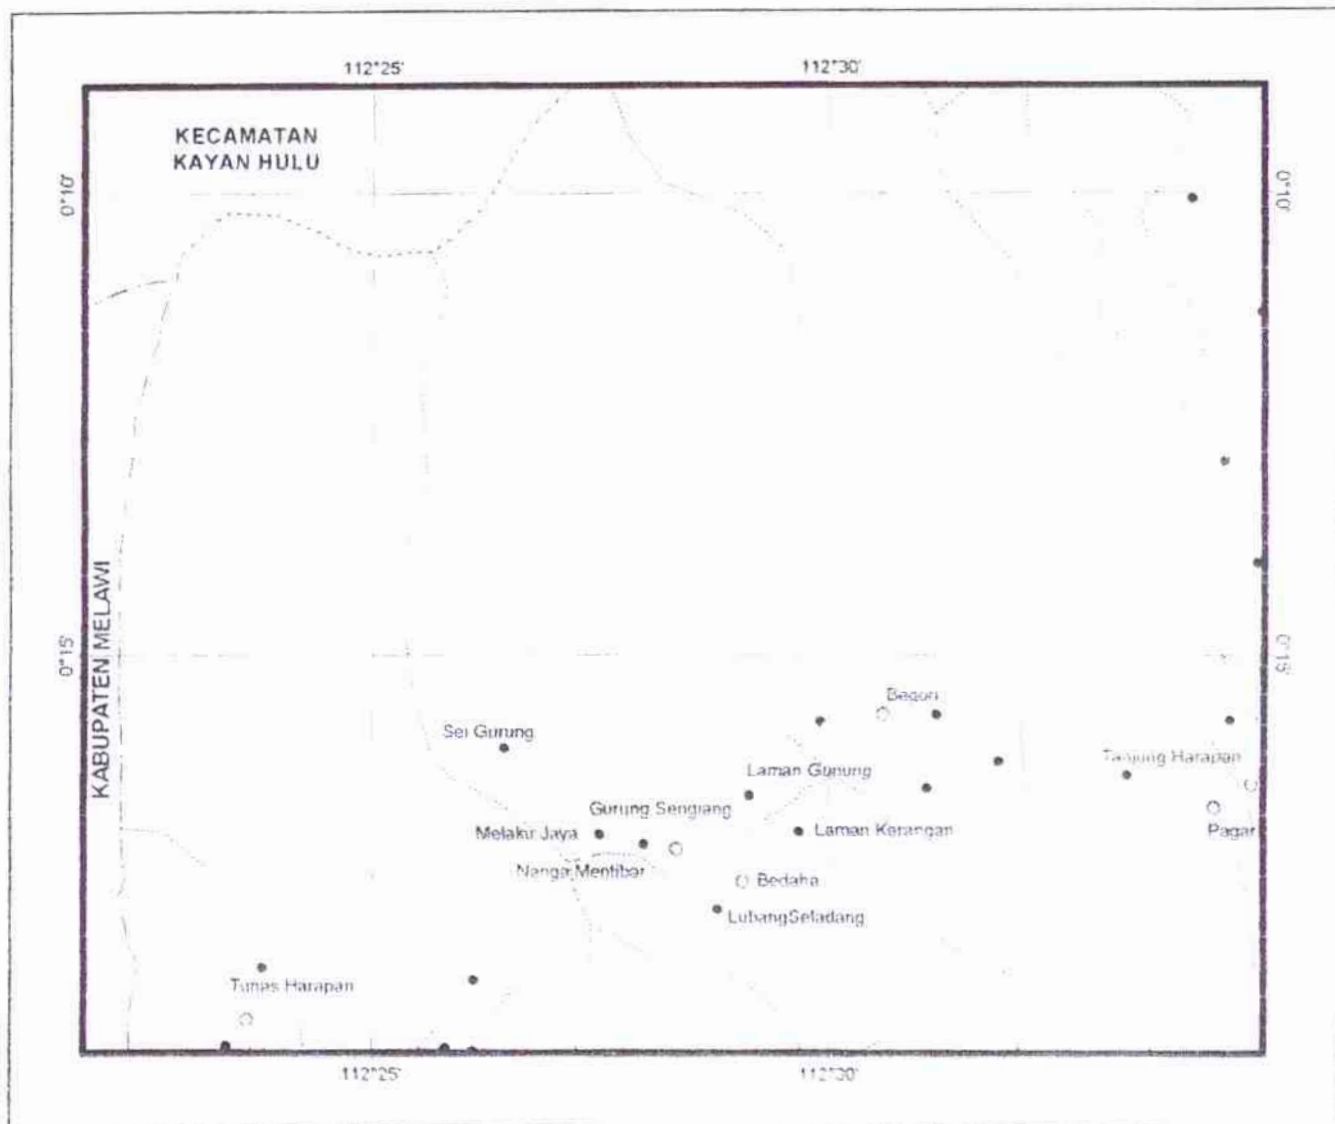 112°25'
112°30'
KECAMATAN
KAYAN HULU
0°10'
0°10'
KABUPATEN MELAWI
0°15'
0°15'
Begori
Sei Gurung
Tanjung Harapan
Laman Gunung
Gurung Sengiang
Melakir Jaya
Laman Kerangan
Pagar
Nanga Mentibar
Bedaha
LubangSeladang
Tunas Harapan
112°25'
112°30'